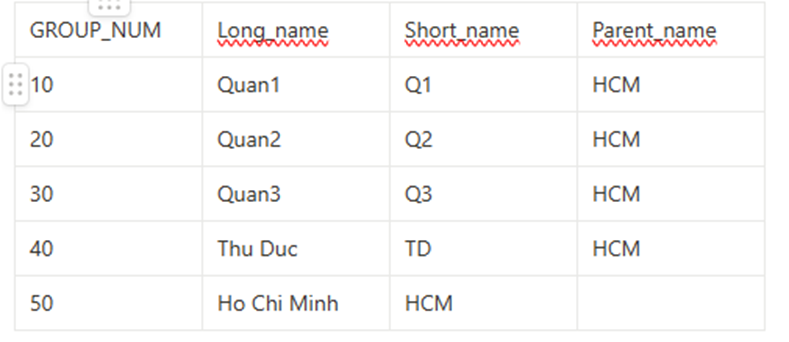 GROUP_NUM Long_name Short_name Parent_name
10 Quan1 Q1 HCM
20 Quan2 Q2 HCM
30 Quan3 Q3 HCM
40 Thu Duc TD HCM
50 Ho Chi Minh HCM